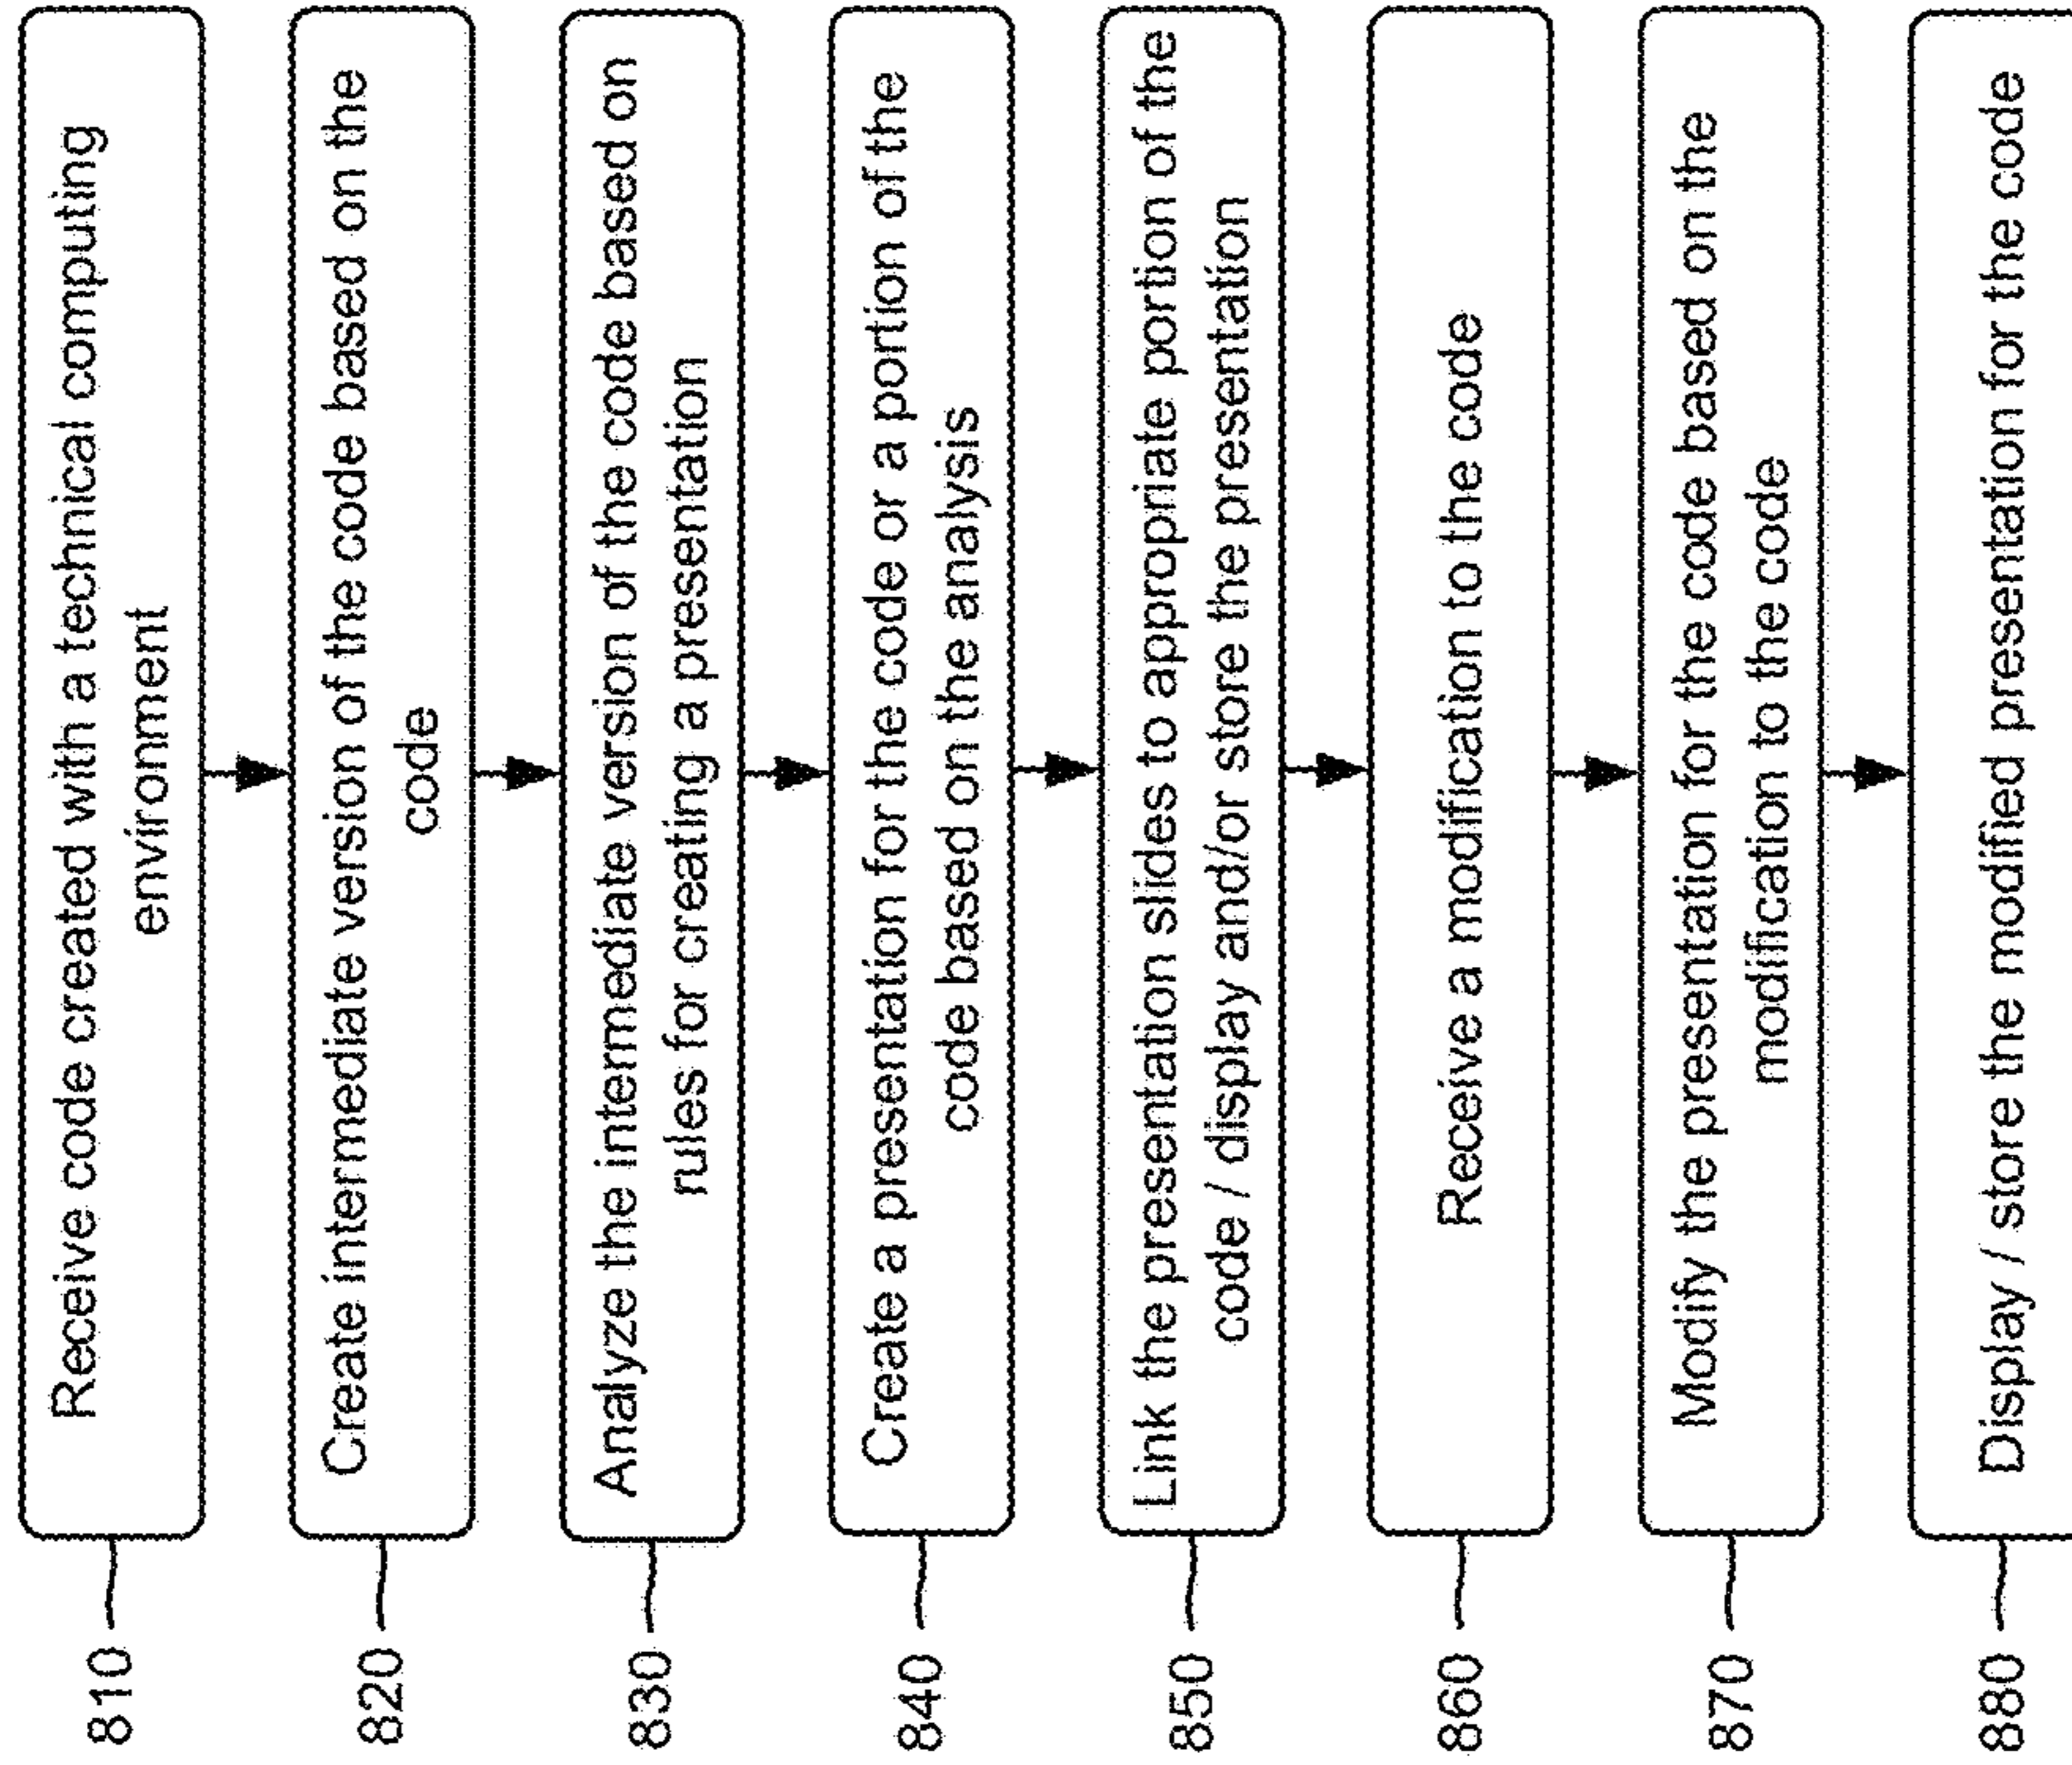 810
Receive code created with a technical computing
environment
820
Create intermediate version of the code based on the
code
830
Analyze the intermediate version of the code based on
rules for creating a presentation
840
Create a presentation for the code or a portion of the
code based on the analysis
850
Link the presentation slides to appropriate portion of the
code / display and/or store the presentation
860
Receive a modification to the code
870
Modify the presentation for the code based on the
modification to the code
880
Display / store the modified presentation for the code